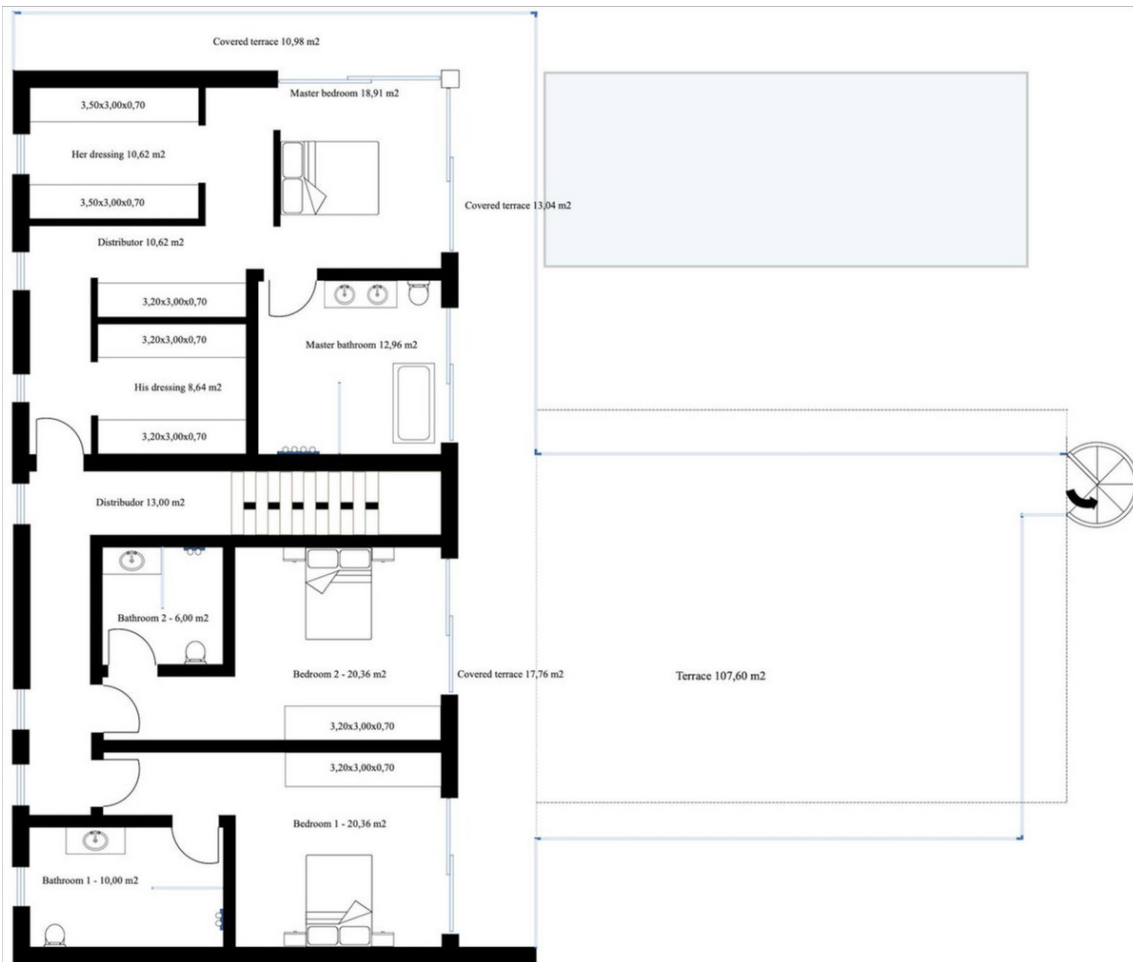 Covered terrace 10,98 m2
Master bedroom 18,91 m2
3,50x3,00x0,70
Her dressing 10,62 m2
3,50x3,00x0,70
Covered terrace 13,04 m2
Distributor 10,62 m2
3,20x3,00x0,70
3,20x3,00x0,70
Master bathroom 12,96 m2
His dressing 8,64 m2
3,20x3,00x0,70
Distribudor 13,00 m2
Bathroom 2 - 6,00 m2
Bedroom 2 - 20,36 m2
Covered terrace 17,76 m2
Terrace 107,60 m2
3,20x3,00x0,70
3,20x3,00x0,70
Bedroom 1 - 20,36 m2
Bathroom 1 - 10,00 m2